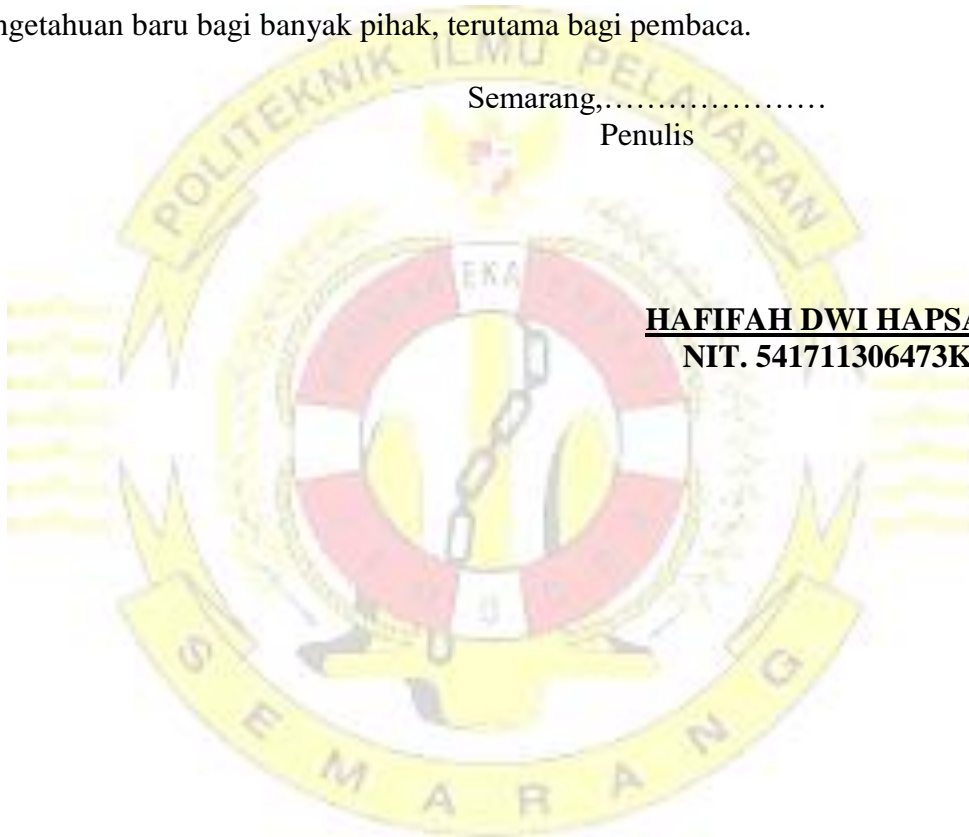 ngetahuan baru bagi banyak pihak, terutama bagi pembaca.
POLITEKNIK ILMU PELAYARAN
Semarang,.....................
Penulis
EKA
HAFIFAH DWI HAPSA
NIT. 541711306473K
SEMARANG